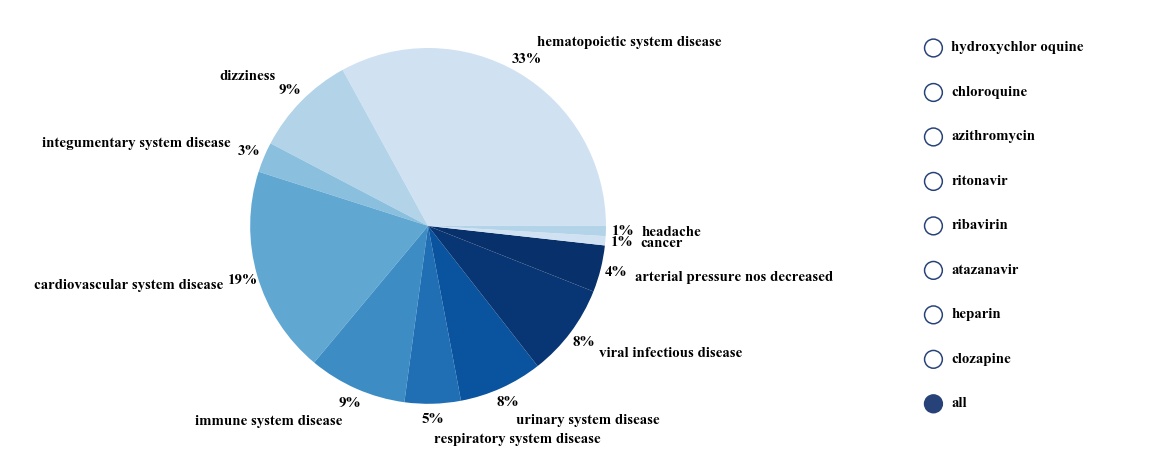 hematopoietic system disease
33%
dizziness
9%
integumentary system disease
3%
cardiovascular system disease
19%
immune system disease
9%
5%
respiratory system disease
8%
urinary system disease
8%
viral infectious disease
4%
arterial pressure nos decreased
1%
cancer
1%
headache
hydroxychlor oquine
chloroquine
azithromycin
ritonavir
ribavirin
atazanavir
heparin
clozapine
all